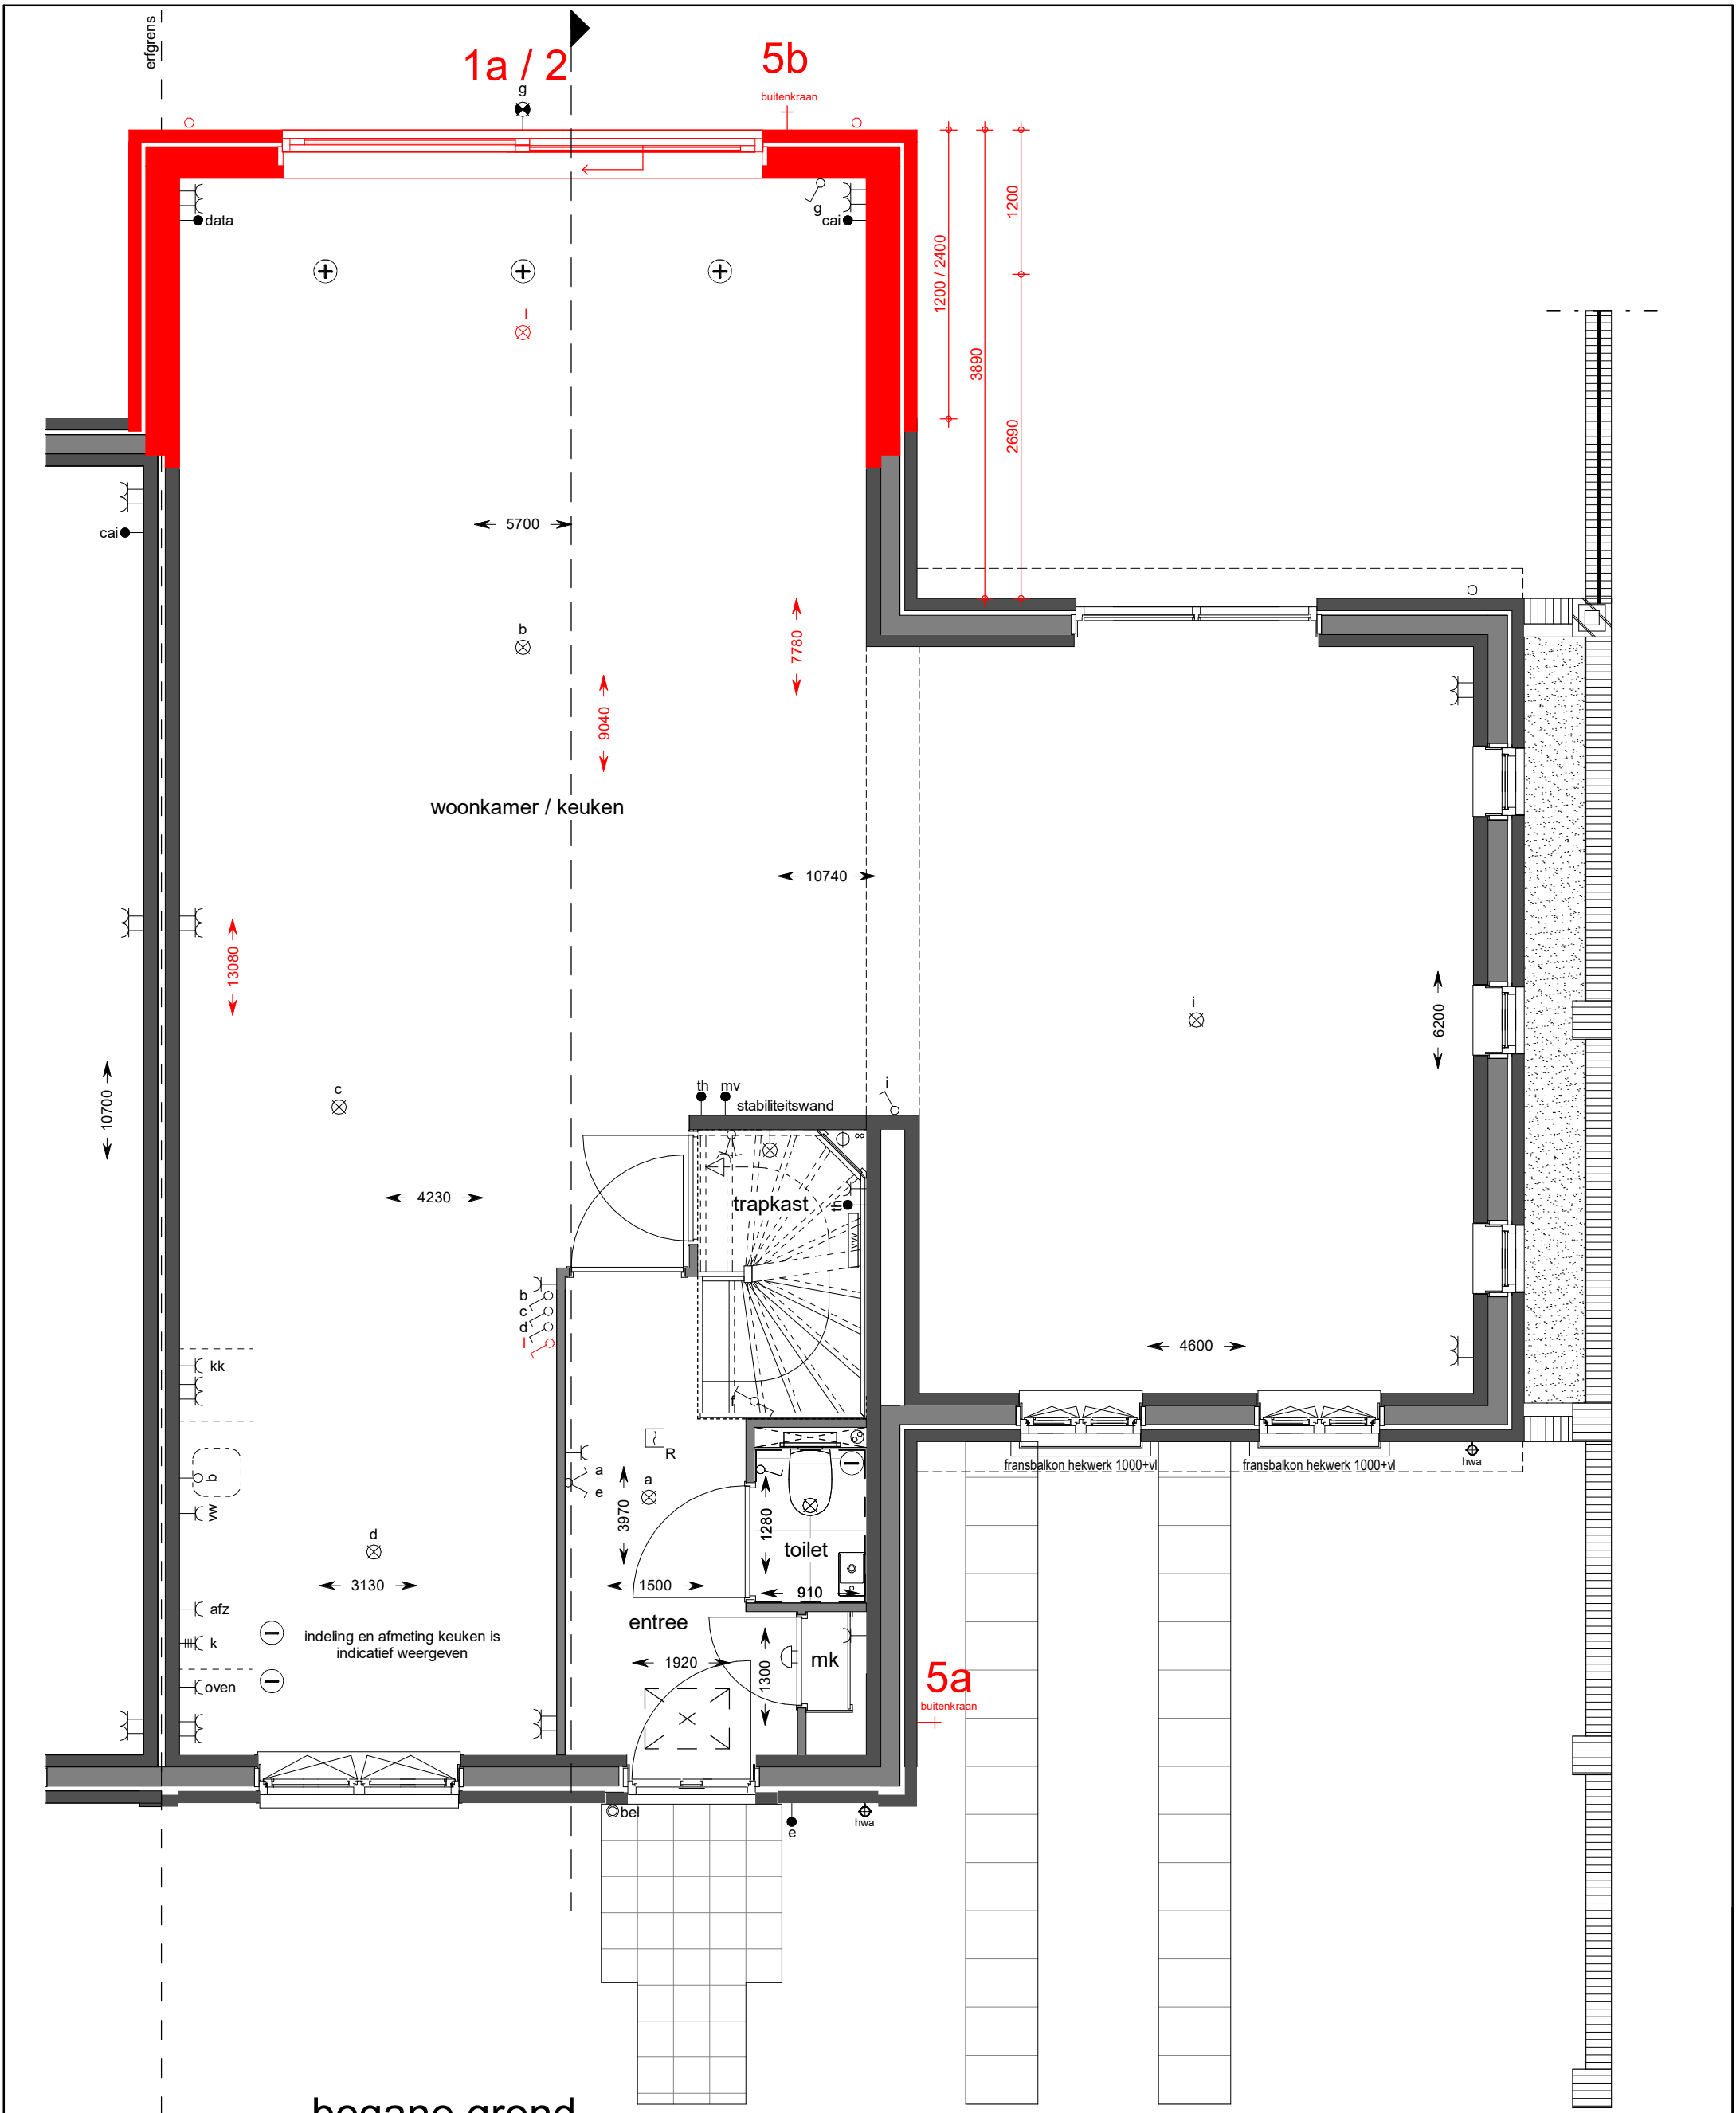 erfgrens
1a / 2
5b
g
buitenkraan
data
g
cai
l
1200 / 2400
3890
1200
2690
cai
5700
b
7780
9040
woonkamer / keuken
10740
13080
10700
i
6200
c
th
mv
stabiliteitswand
i
4230
trapkast
th
vw
b
c
d
l
4600
kk
f
R
a
e
a
3970
b
vw
fransbalkon hekwerk 1000+vl
fransbalkon hekwerk 1000+vl
hwa
1280
toilet
d
3130
1500
910
afz
entree
k
indeling en afmeting keuken is
indicatief weergeven
1920
1300
mk
oven
5a
buitenkraan
bel
e
hwa
begane grond